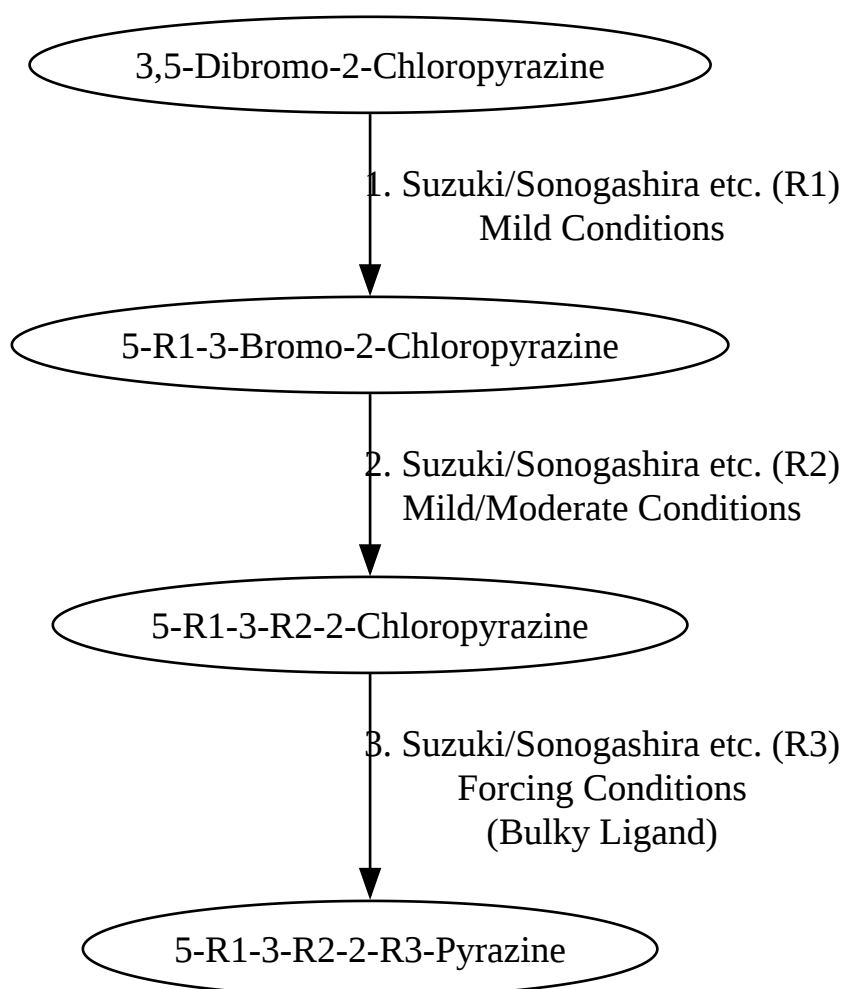 3,5-Dibromo-2-Chloropyrazine
1. Suzuki/Sonogashira etc. (R1)
Mild Conditions
5-R1-3-Bromo-2-Chloropyrazine
2. Suzuki/Sonogashira etc. (R2)
Mild/Moderate Conditions
5-R1-3-R2-2-Chloropyrazine
3. Suzuki/Sonogashira etc. (R3)
Forcing Conditions
(Bulky Ligand)
5-R1-3-R2-2-R3-Pyrazine